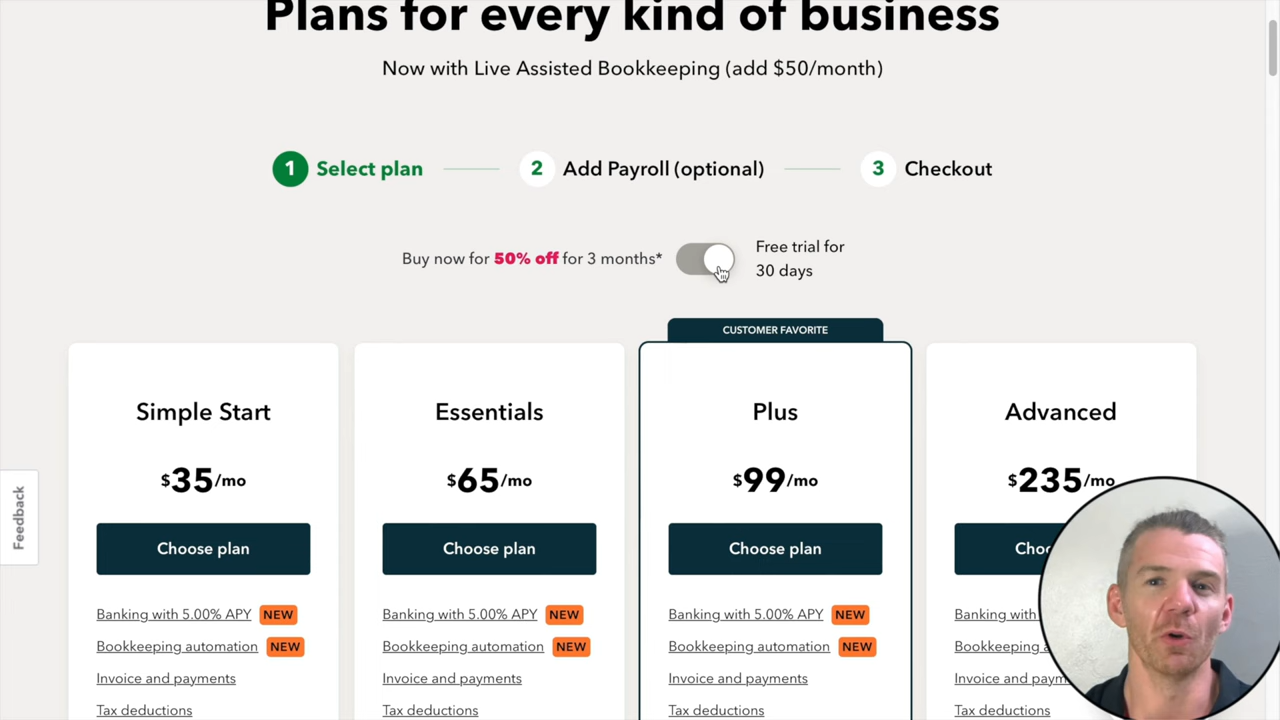 Plans for every kind of business
Now with Live Assisted Bookkeeping (add $50/month)
1 Select plan
2 Add Payroll (optional)
3 Checkout
Buy now for 50% off for 3 months*
Free trial for
30 days
CUSTOMER FAVORITE
Simple Start
$35/mo
Choose plan
Banking with 5.00% APY NEW
Bookkeeping automation NEW
Invoice and payments
Tax deductions
Essentials
$65/mo
Choose plan
Banking with 5.00% APY NEW
Bookkeeping automation NEW
Invoice and payments
Tax deductions
Plus
$99/mo
Choose plan
Banking with 5.00% APY NEW
Bookkeeping automation NEW
Invoice and payments
Tax deductions
Advanced
$235/mo
Banking with
Invoice and
Tax deductions
Feedback